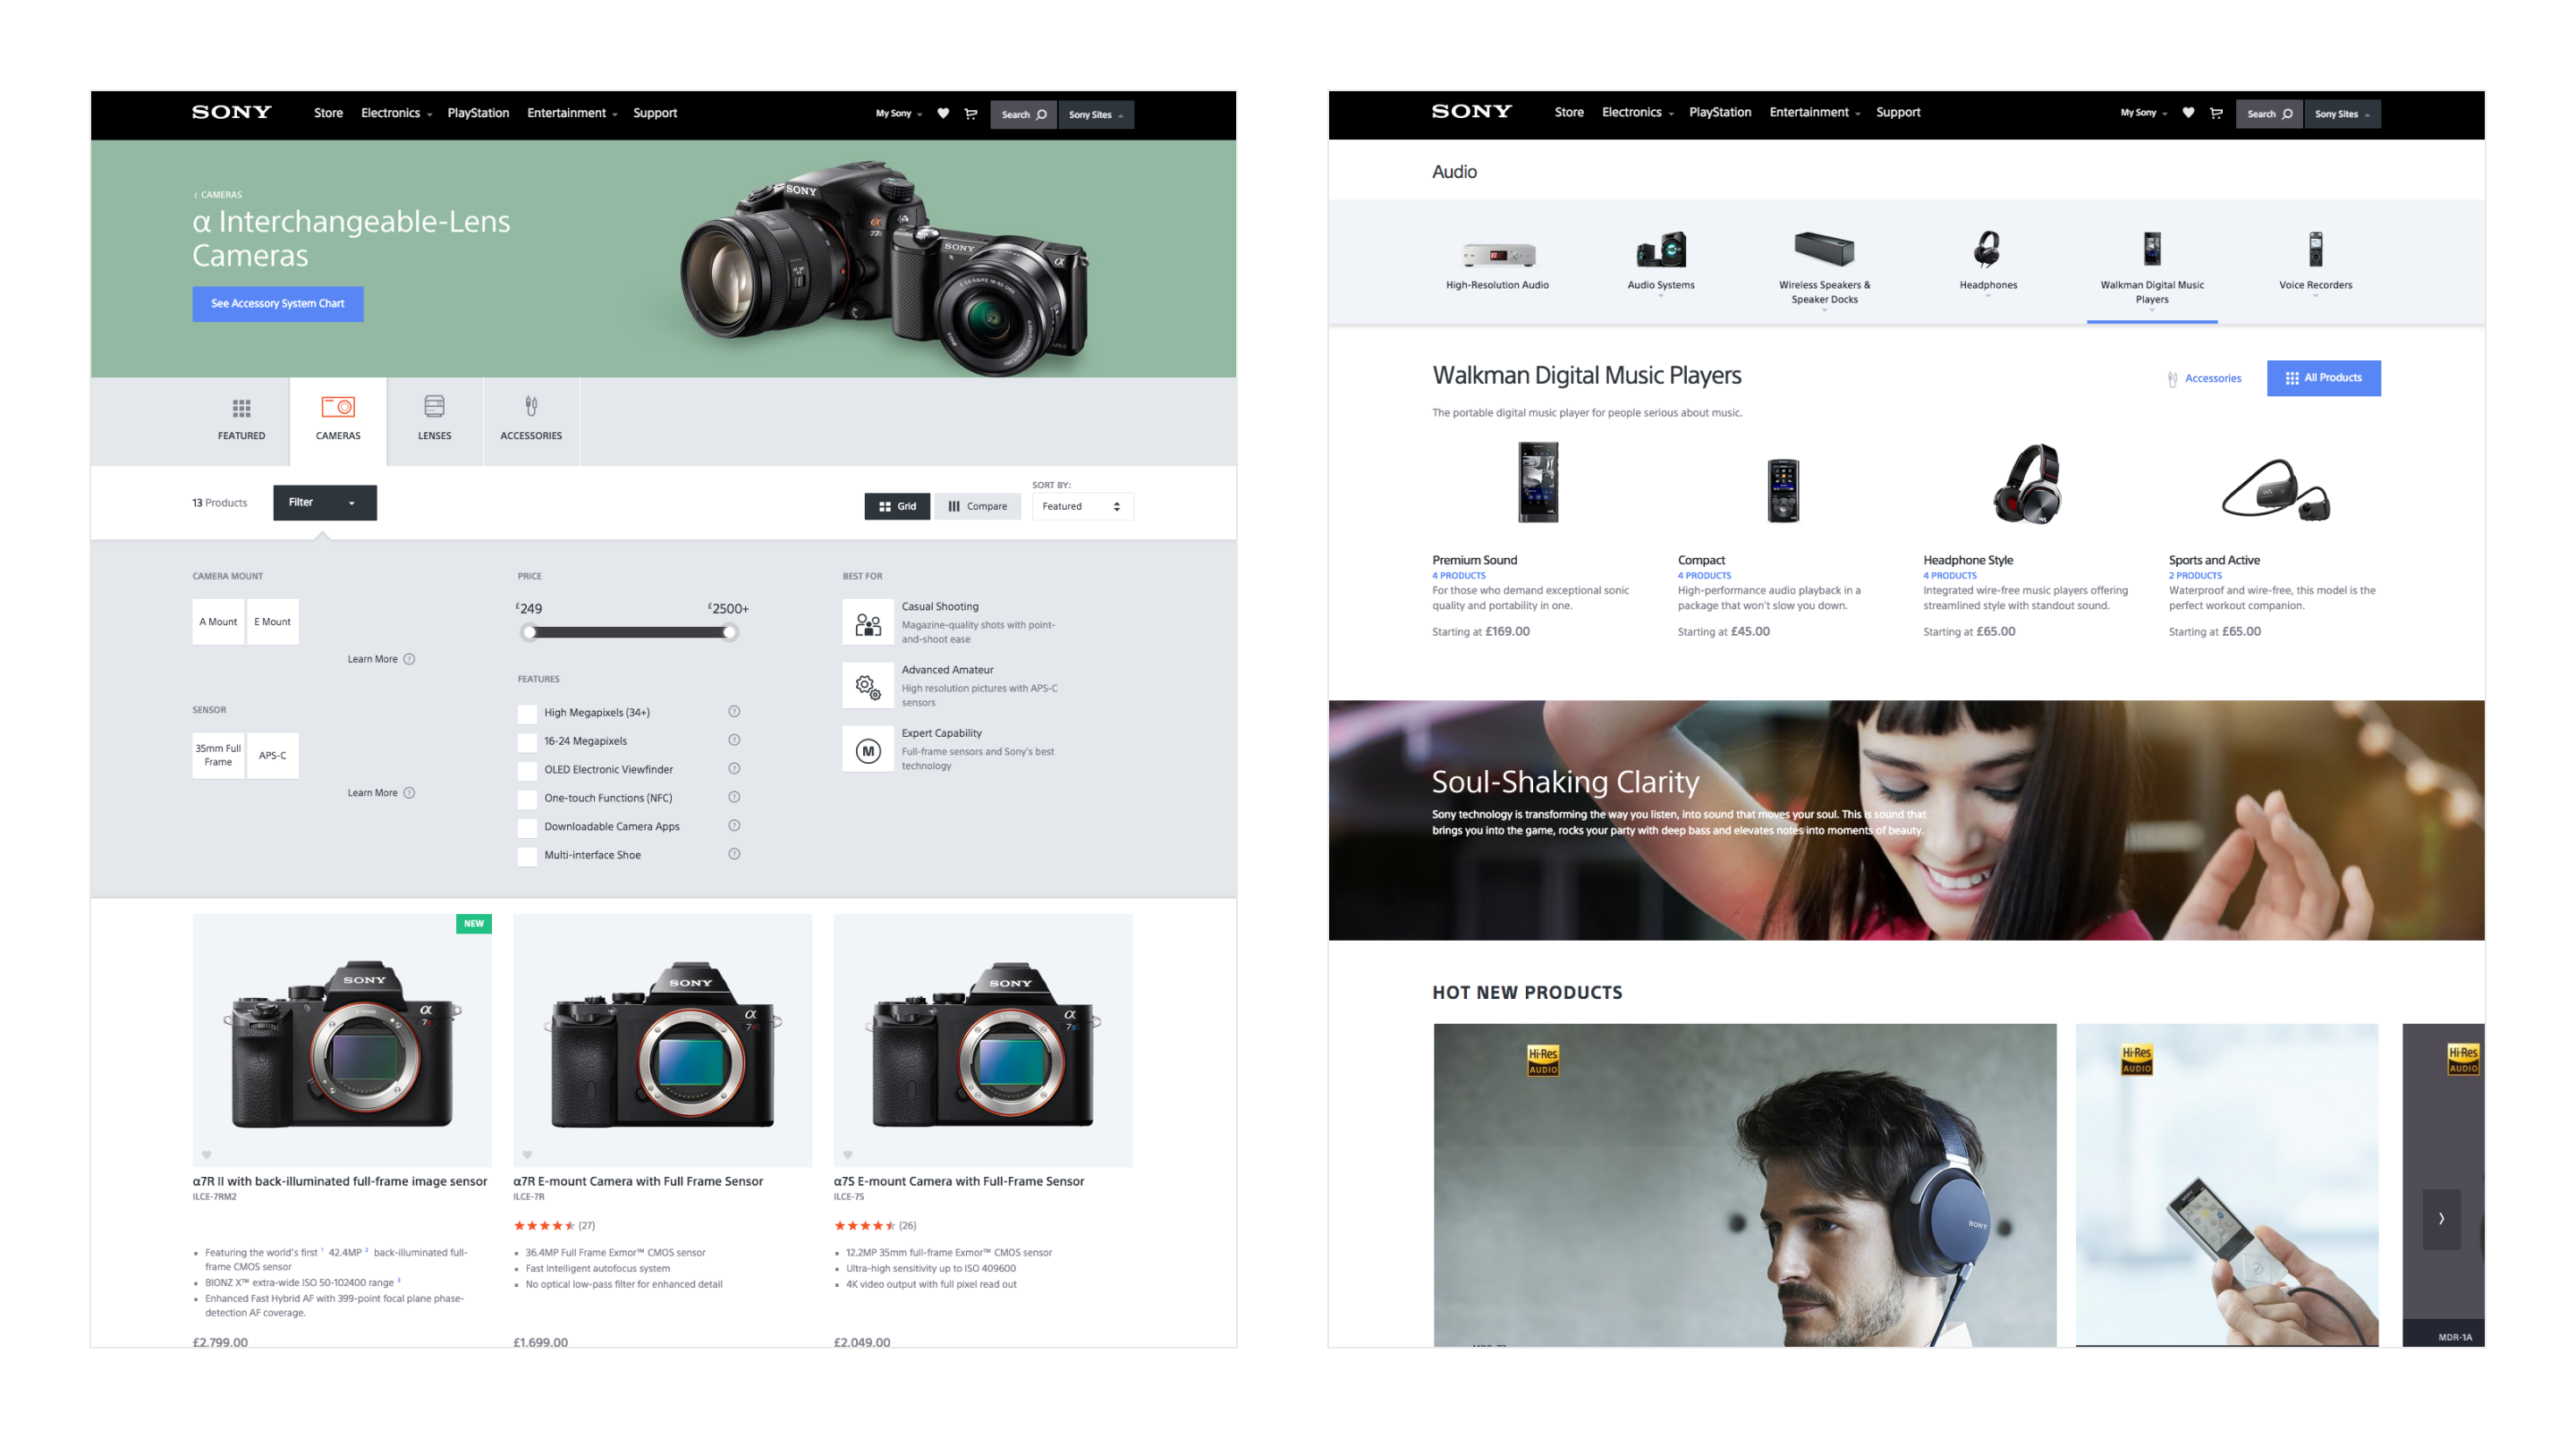 SONY
Store Electronics PlayStation Entertainment Support
My Sony
Search
Sony Sites
CAMERAS
α Interchangeable-Lens
Cameras
See Accessory System Chart
SONY
α
77II
SONY
α
FEATURED
CAMERAS
LENSES
ACCESSORIES
13 Products
Filter
Grid
Compare
SORT BY:
Featured
CAMERA MOUNT
A Mount
E Mount
Learn More ?
SENSOR
35mm Full
Frame
APS-C
Learn More ?
PRICE
£249
£2500+
FEATURES
High Megapixels (34+) ?
16-24 Megapixels ?
OLED Electronic Viewfinder ?
One-touch Functions (NFC) ?
Downloadable Camera Apps ?
Multi-interface Shoe ?
BEST FOR
Casual Shooting
Magazine-quality shots with point-
and-shoot ease
Advanced Amateur
High resolution pictures with APS-C
sensors
M
Expert Capability
Full-frame sensors and Sony's best
technology
NEW
SONY
α
α7R II with back-illuminated full-frame image sensor
ILCE-7RM2
▪ Featuring the world's first 1 42.4MP 2 back-illuminated full-
frame CMOS sensor
▪ BIONZ X™ extra-wide ISO 50-102400 range 3
▪ Enhanced Fast Hybrid AF with 399-point focal plane phase-
detection AF coverage.
£2,799.00
SONY
α
α7R E-mount Camera with Full Frame Sensor
ILCE-7R
(27)
▪ 36.4MP Full Frame Exmor™ CMOS sensor
▪ Fast Intelligent autofocus system
▪ No optical low-pass filter for enhanced detail
£1,699.00
SONY
α
α7S E-mount Camera with Full-Frame Sensor
ILCE-7S
(26)
▪ 12.2MP 35mm full-frame Exmor™ CMOS sensor
▪ Ultra-high sensitivity up to ISO 409600
▪ 4K video output with full pixel read out
£2,049.00
SONY
Store Electronics PlayStation Entertainment Support
My Sony
Search
Sony Sites
Audio
High-Resolution Audio
Audio Systems
Wireless Speakers &
Speaker Docks
Headphones
Walkman Digital Music
Players
Voice Recorders
Walkman Digital Music Players
Accessories
All Products
The portable digital music player for people serious about music.
Premium Sound
4 PRODUCTS
For those who demand exceptional sonic
quality and portability in one.
Starting at £169.00
Compact
4 PRODUCTS
High-performance audio playback in a
package that won't slow you down.
Starting at £45.00
Headphone Style
4 PRODUCTS
Integrated wire-free music players offering
streamlined style with standout sound.
Starting at £65.00
Sports and Active
2 PRODUCTS
Waterproof and wire-free, this model is the
perfect workout companion.
Starting at £65.00
Soul-Shaking Clarity
Sony technology is transforming the way you listen, into sound that moves your soul. This is sound that
brings you into the game, rocks your party with deep bass and elevates notes into moments of beauty.
HOT NEW PRODUCTS
Hi-Res
AUDIO
SONY
Hi-Res
AUDIO
Hi-Res
AUDIO
MDR-1A